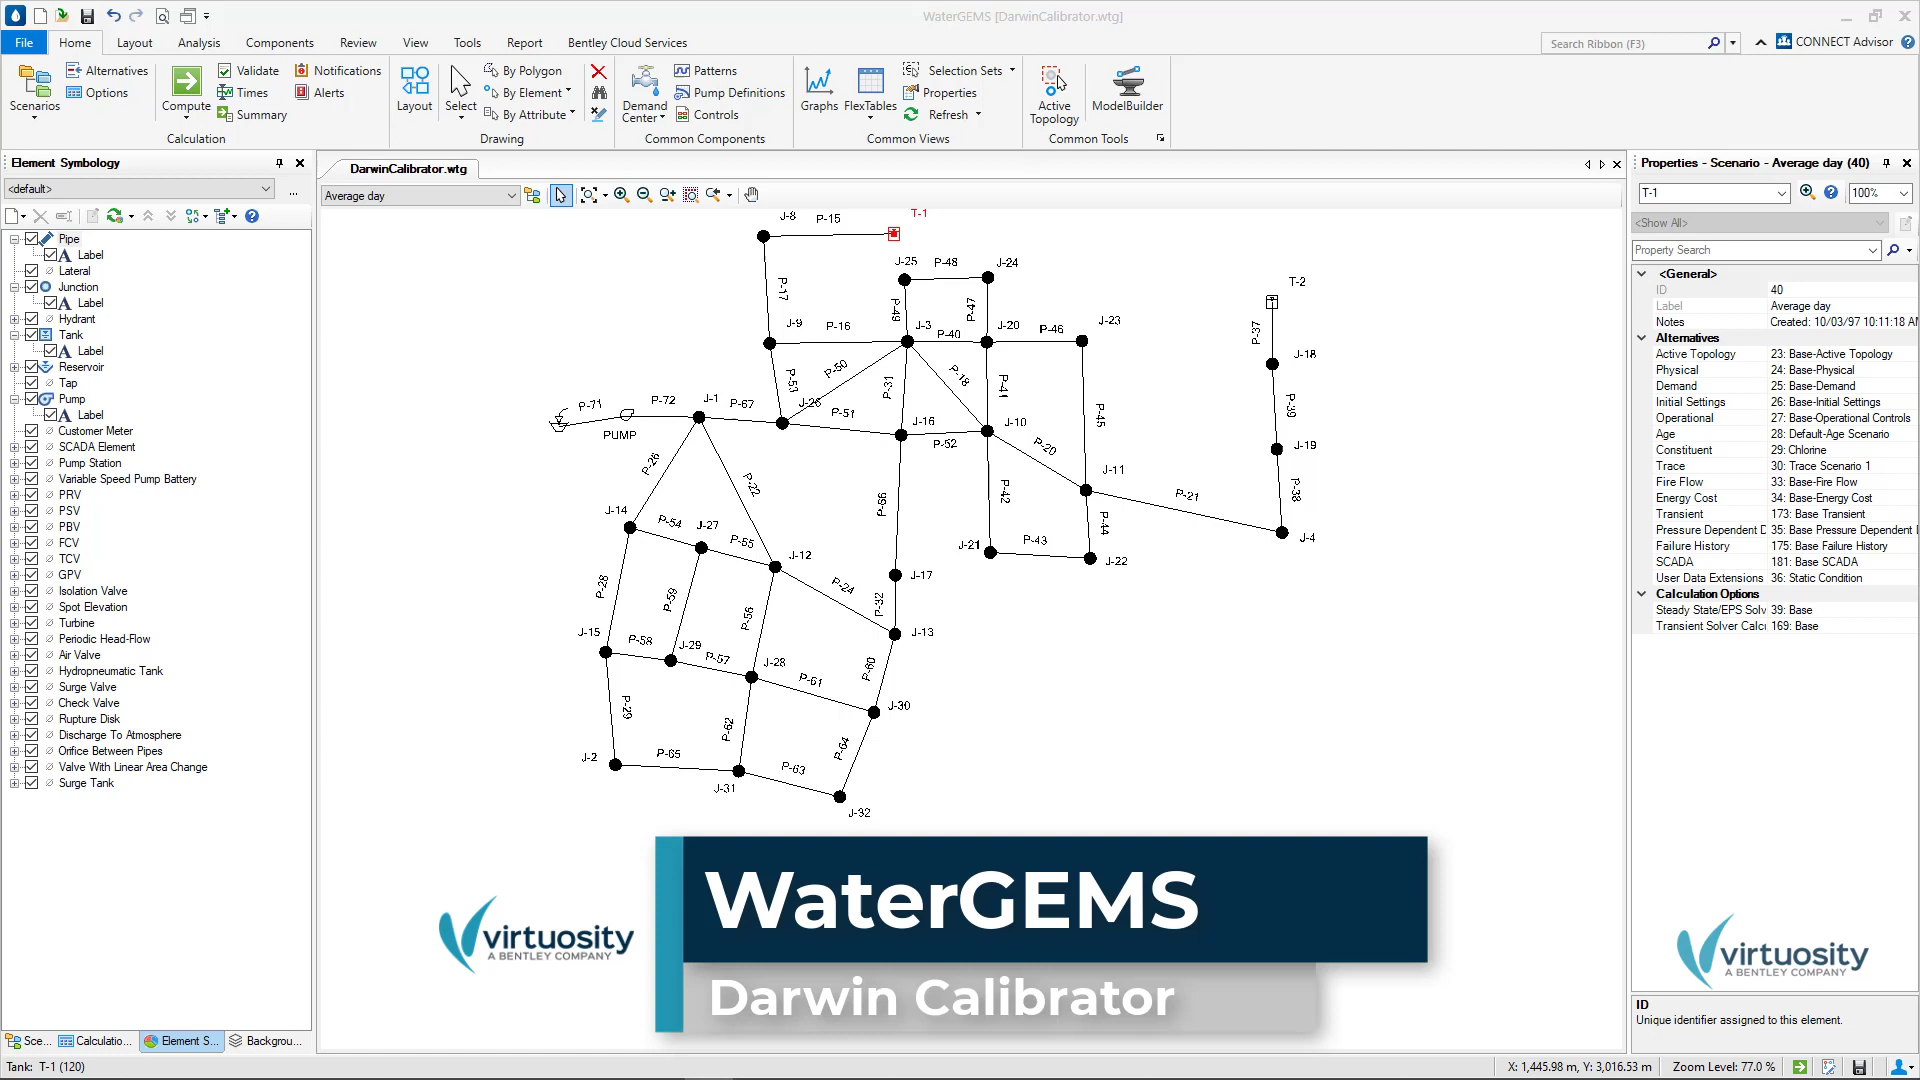 WaterGEMS [DarwinCalibrator.wtg]
File Home Layout Analysis Components Review View Tools Report Bentley Cloud Services
Search Ribbon (F3)
CONNECT Advisor
Scenarios
Alternatives
Options
Compute
Validate
Times
Summary
Notifications
Alerts
Calculation
Layout
Select
By Polygon
By Element
By Attribute
Drawing
Demand Center
Patterns
Pump Definitions
Controls
Common Components
Graphs
FlexTables
Selection Sets
Properties
Refresh
Common Views
Active Topology
ModelBuilder
Common Tools
Element Symbology
<default>
...
Pipe
Label
Lateral
Junction
Label
Hydrant
Tank
Label
Reservoir
Tap
Pump
Label
Customer Meter
SCADA Element
Pump Station
Variable Speed Pump Battery
PRV
PSV
PBV
FCV
TCV
GPV
Isolation Valve
Spot Elevation
Turbine
Periodic Head-Flow
Air Valve
Hydropneumatic Tank
Surge Valve
Check Valve
Rupture Disk
Discharge To Atmosphere
Orifice Between Pipes
Valve With Linear Area Change
Surge Tank
Sce...
Calculatio...
Element S...
Backgrou...
Tank: T-1 (120)
DarwinCalibrator.wtg
Average day
J-8 P-15 T-1
J-25 P-48 J-24
T-2
P-17 P-49 P-47
J-9 P-16 J-3 P-40 J-20 P-46 J-23
P-37
J-18
P-50 P-31 P-18 P-41
P-53
P-71 P-72 J-1 P-67 J-26 P-51 J-16 P-52 J-10 P-45 P-39
PUMP
P-20
J-19
P-26 P-22 P-66 P-42 J-11 P-21 P-38
J-14 P-54 J-27 P-55 J-12 J-21 P-43 P-44 J-22 J-4
P-28 P-59 P-56 P-24 J-17 P-32
J-15 P-58 J-29 P-57 J-28 J-13
P-61 P-60
P-29 P-62 J-30
J-2 P-65 P-63 P-64
J-31 J-32
virtuosity
A BENTLEY COMPANY
WaterGEMS
Darwin Calibrator
Properties - Scenario - Average day (40)
T-1
100%
<Show All>
Property Search
<General>
ID 40
Label Average day
Notes Created: 10/03/97 10:11:18 A
Alternatives
Active Topology 23: Base-Active Topology
Physical 24: Base-Physical
Demand 25: Base-Demand
Initial Settings 26: Base-Initial Settings
Operational 27: Base-Operational Controls
Age 28: Default-Age Scenario
Constituent 29: Chlorine
Trace 30: Trace Scenario 1
Fire Flow 33: Base-Fire Flow
Energy Cost 34: Base-Energy Cost
Transient 173: Base Transient
Pressure Dependent D 35: Base Pressure Dependent
Failure History 175: Base Failure History
SCADA 181: Base SCADA
User Data Extensions 36: Static Condition
Calculation Options
Steady State/EPS Solv 39: Base
Transient Solver Calcu 169: Base
virtuosity
A BENTLEY COMPANY
ID
Unique identifier assigned to this element.
X: 1,445.98 m, Y: 3,016.53 m
Zoom Level: 77.0 %